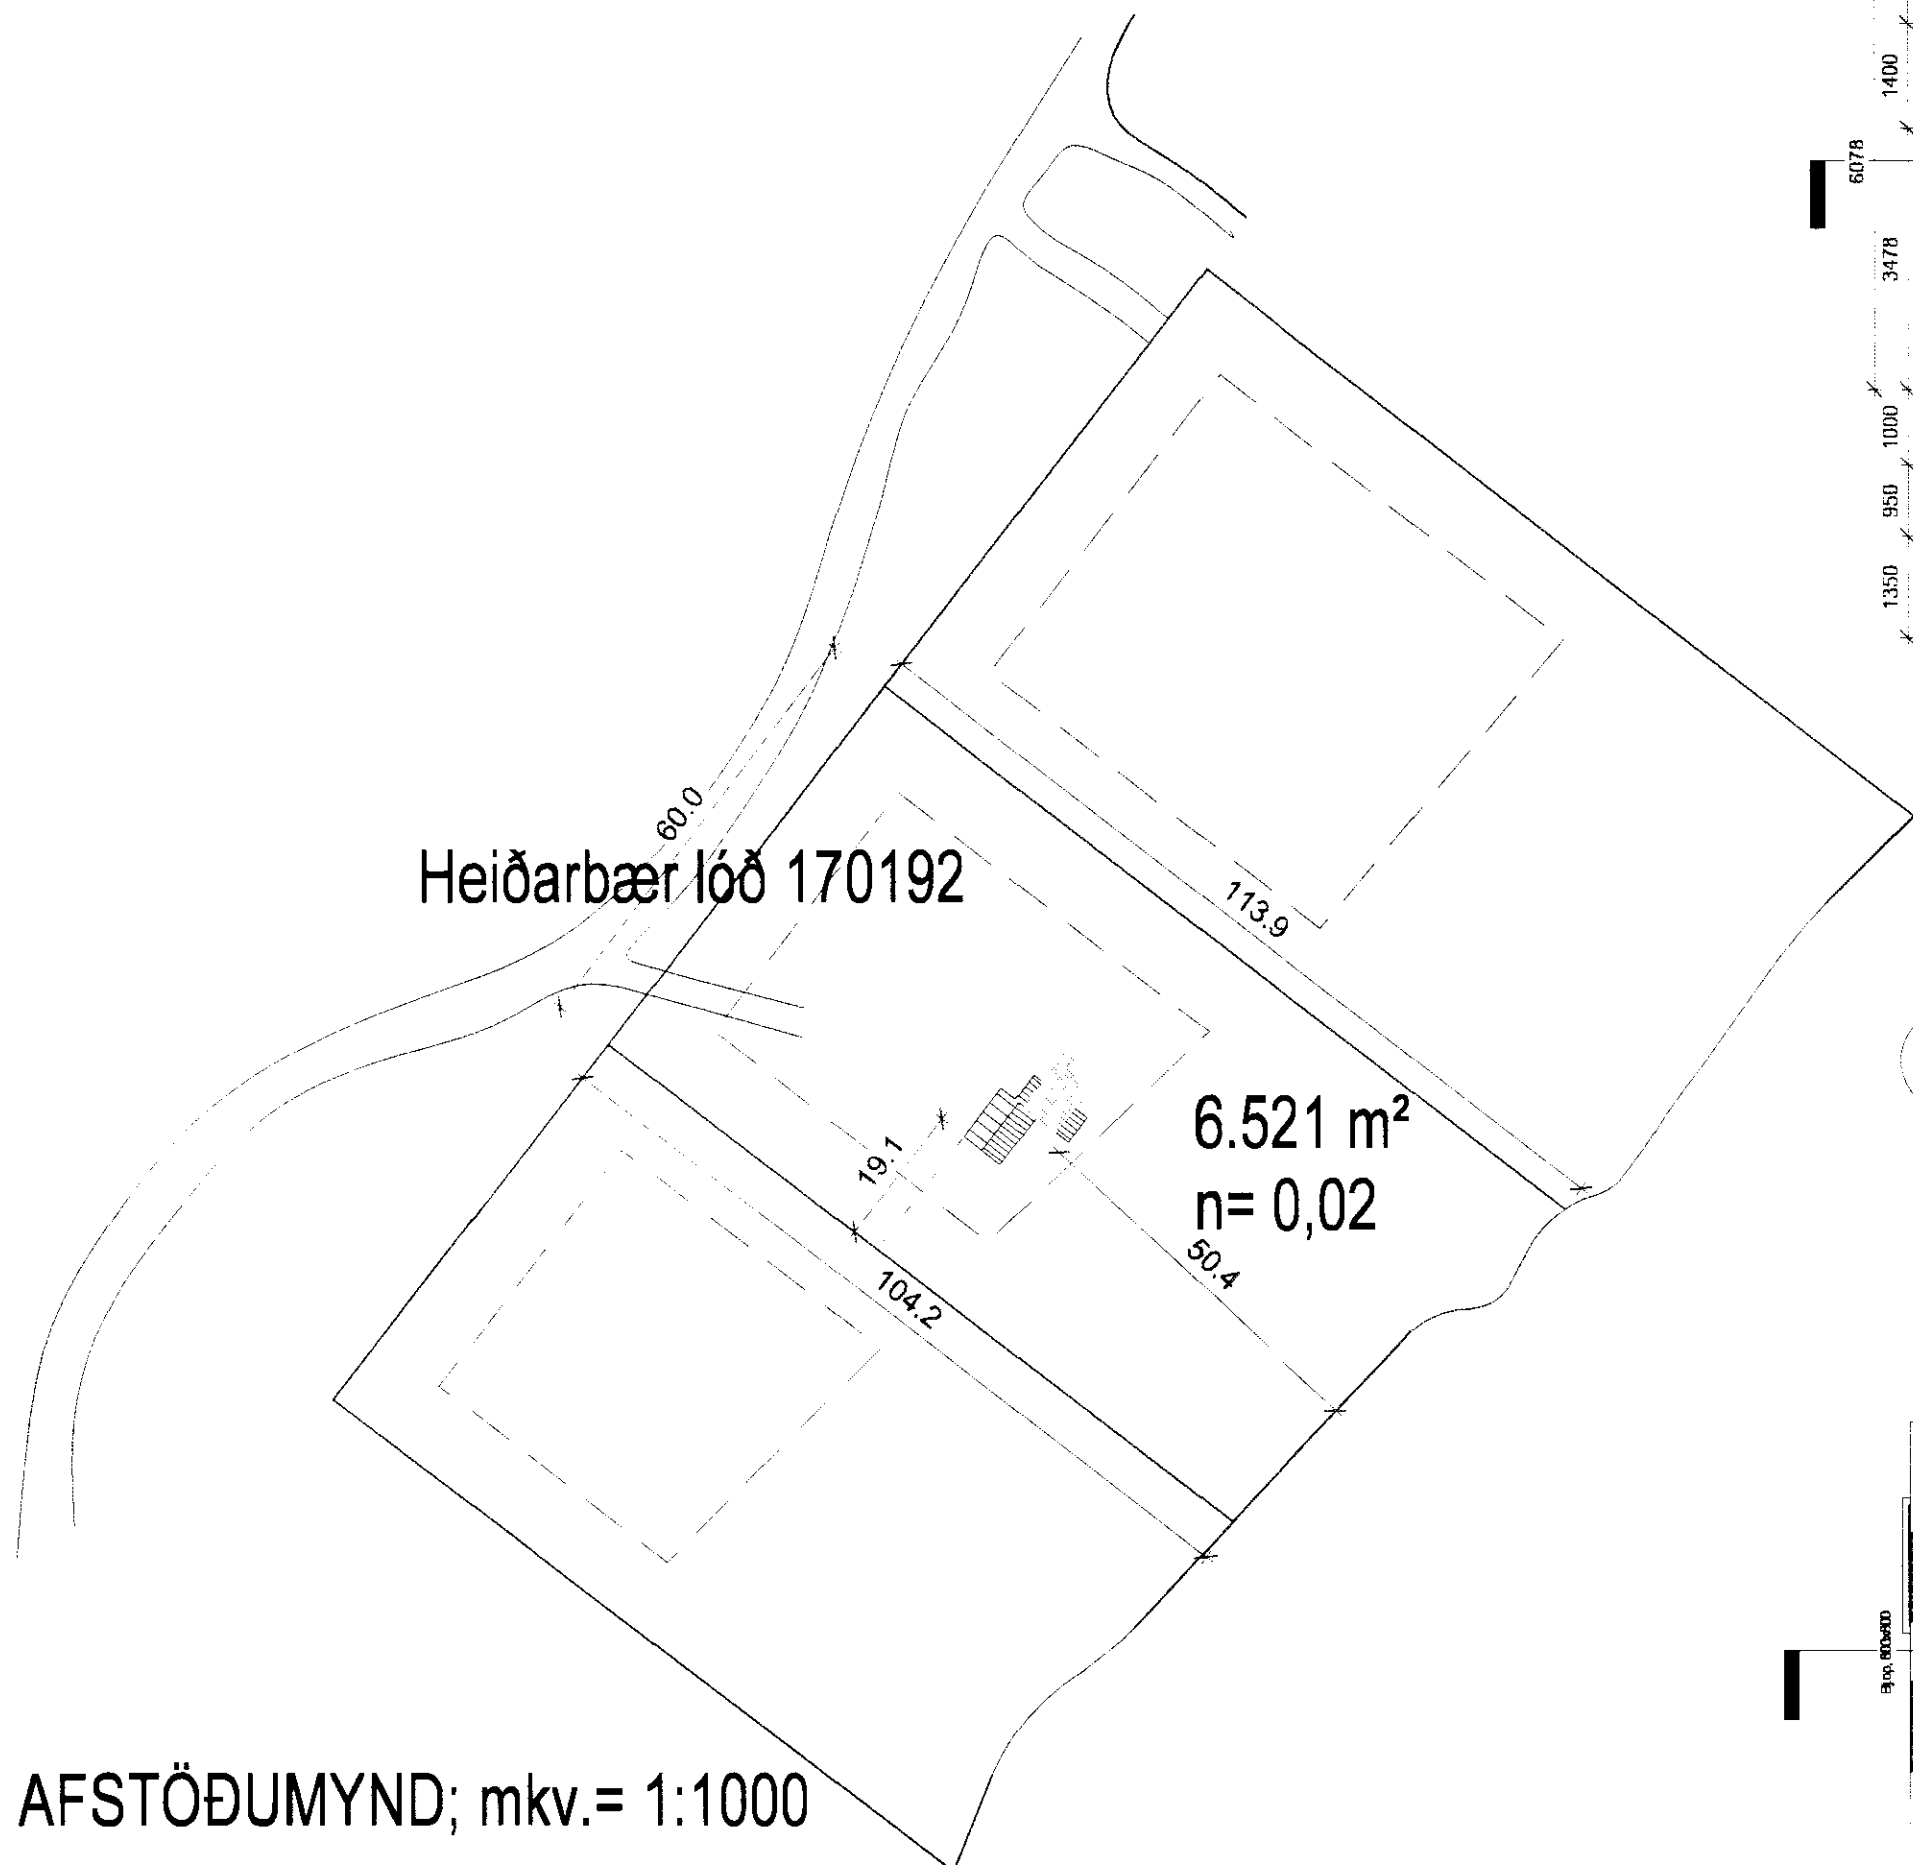 1400
6078
3478
1000
950
1350
60.0
Heiðarbær lóð 170192
113.9
6.521 m²
n= 0,02
19.1
50.4
104.2
AFSTÖÐUMYND; mkv.= 1:1000